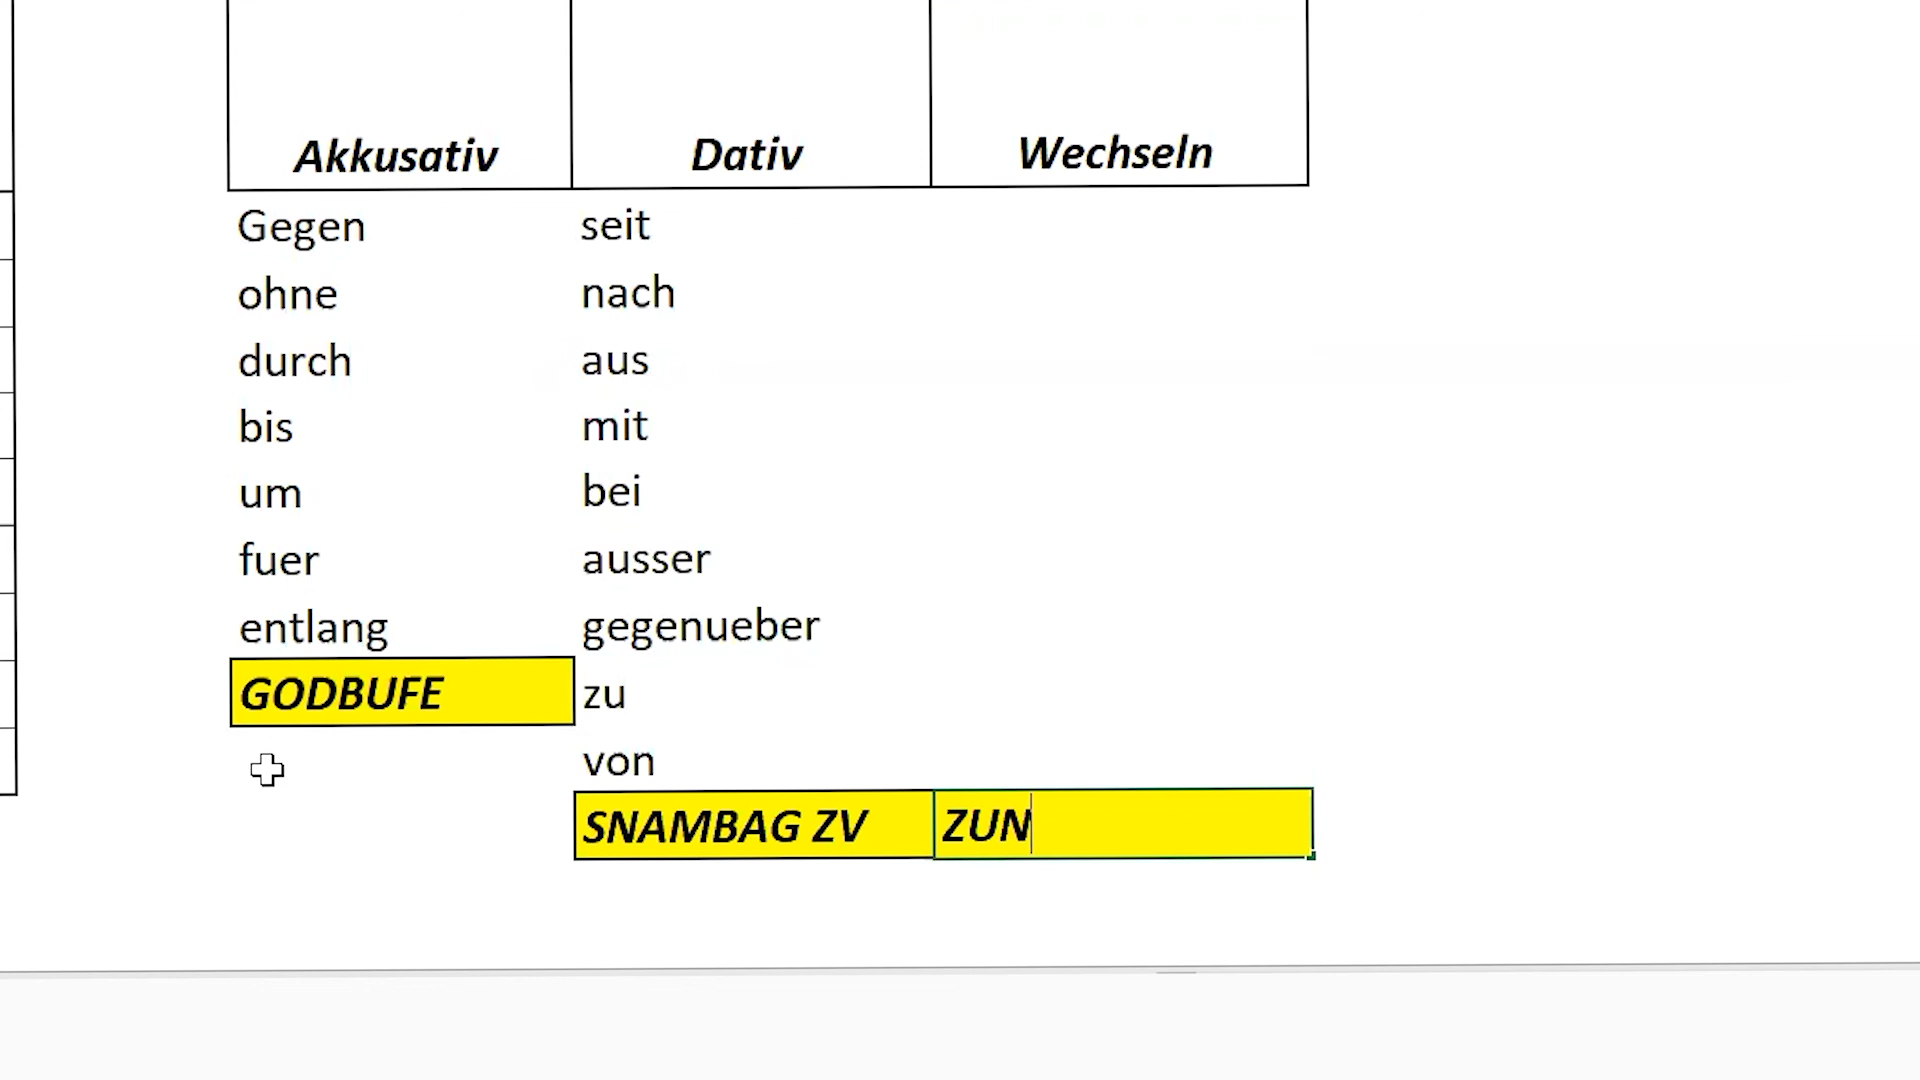 Akkusativ Dativ Wechseln
Gegen seit
ohne nach
durch aus
bis mit
um bei
fuer ausser
entlang gegenueber
GODBUFE zu
von
SNAMBAG ZV ZUN